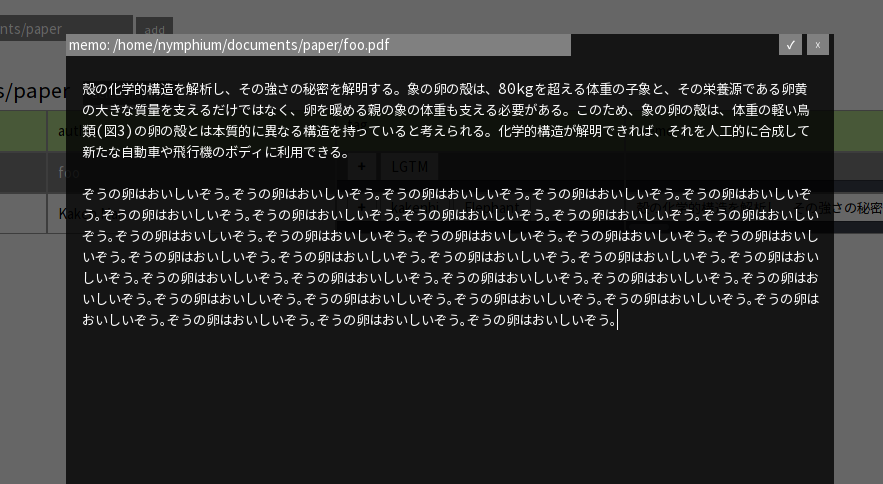 nts/paper
add
memo: /home/nymphium/documents/paper/foo.pdf
✓
x
s/paper
殻の化学的構造を解析し、その強さの秘密を解明する。象の卵の殻は、80kgを超える体重の子象と、その栄養源である卵黄
の大きな質量を支えるだけではなく、卵を暖める親の象の体重も支える必要がある。このため、象の卵の殻は、体重の軽い鳥
類(図3)の卵の殻とは本質的に異なる構造を持っていると考えられる。化学的構造が解明できれば、それを人工的に合成して
新たな自動車や飛行機のボディに利用できる。
foo
+
LGTM
ぞうの卵はおいしいぞう｡ぞうの卵はおいしいぞう｡ぞうの卵はおいしいぞう｡ぞうの卵はおいしいぞう｡ぞうの卵はおいしいぞ
う｡ぞうの卵はおいしいぞう｡ぞうの卵はおいしいぞう｡ぞうの卵はおいしいぞう｡ぞうの卵はおいしいぞう｡ぞうの卵はおいしい
ぞう｡ぞうの卵はおいしいぞう｡ぞうの卵はおいしいぞう｡ぞうの卵はおいしいぞう｡ぞうの卵はおいしいぞう｡ぞうの卵はおいし
いぞう｡ぞうの卵はおいしいぞう｡ぞうの卵はおいしいぞう｡ぞうの卵はおいしいぞう｡ぞうの卵はおいしいぞう｡ぞうの卵はおい
しいぞう｡ぞうの卵はおいしいぞう｡ぞうの卵はおいしいぞう｡ぞうの卵はおいしいぞう｡ぞうの卵はおいしいぞう｡ぞうの卵はお
いしいぞう｡ぞうの卵はおいしいぞう｡ぞうの卵はおいしいぞう｡ぞうの卵はおいしいぞう｡ぞうの卵はおいしいぞう｡ぞうの卵は
おいしいぞう｡ぞうの卵はおいしいぞう｡ぞうの卵はおいしいぞう｡ぞうの卵はおいしいぞう｡
その強さの秘密